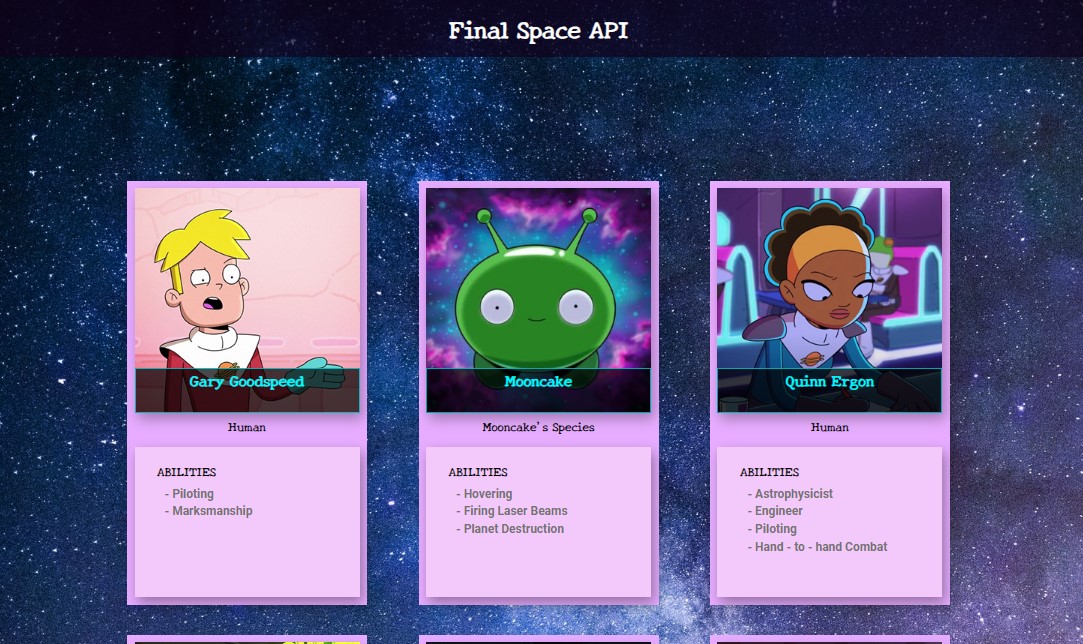 Final Space API
Gary Goodspeed
Human
ABILITIES
- Piloting
- Marksmanship
Mooncake
Mooncake's Species
ABILITIES
- Hovering
- Firing Laser Beams
- Planet Destruction
Quinn Ergon
Human
ABILITIES
- Astrophysicist
- Engineer
- Piloting
- Hand - to - hand Combat